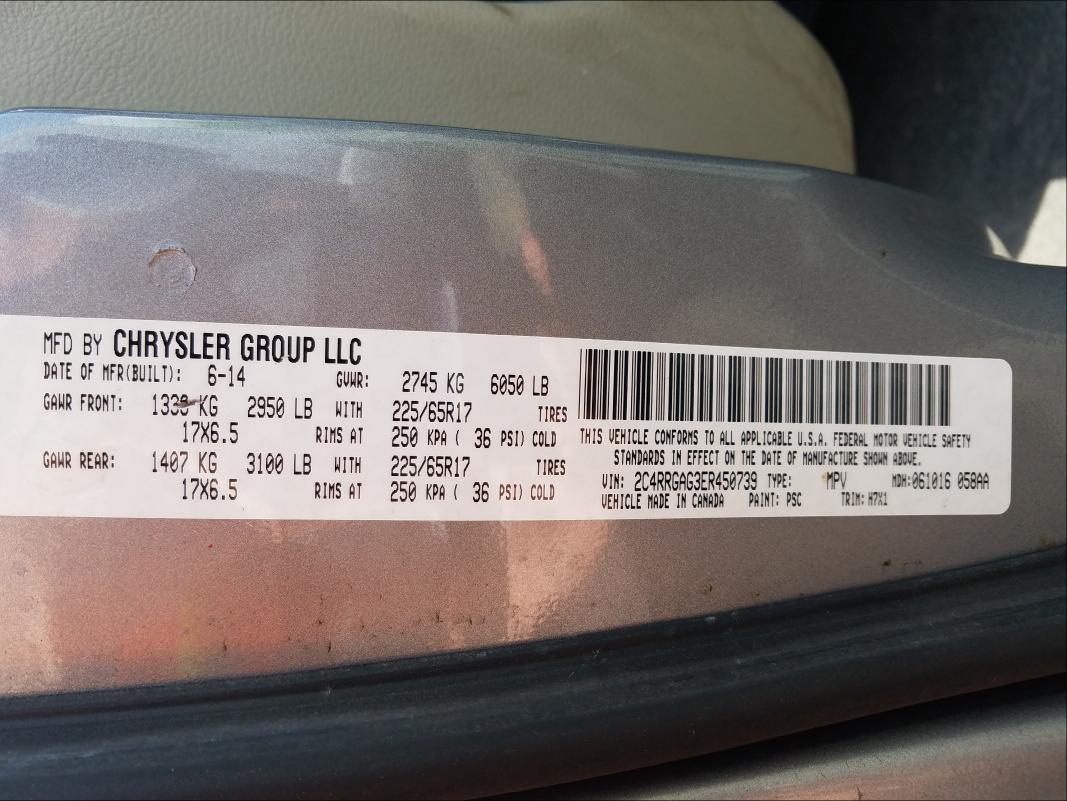 MFD BY CHRYSLER GROUP LLC
DATE OF MFR(BUILT): 6-14 GVWR: 2745 KG 6050 LB
GAWR FRONT: 1338 KG 2950 LB WITH 225/65R17 TIRES
17X6.5 RIMS AT 250 KPA ( 36 PSI) COLD
GAWR REAR: 1407 KG 3100 LB WITH 225/65R17 TIRES
17X6.5 RIMS AT 250 KPA ( 36 PSI) COLD
THIS VEHICLE CONFORMS TO ALL APPLICABLE U.S.A. FEDERAL MOTOR VEHICLE SAFETY
STANDARDS IN EFFECT ON THE DATE OF MANUFACTURE SHOWN ABOVE.
VIN: 2C4RRGAG3ER450739 TYPE: MPV MDH: 061016 058AA
VEHICLE MADE IN CANADA PAINT: PSC TRIM: H7X1